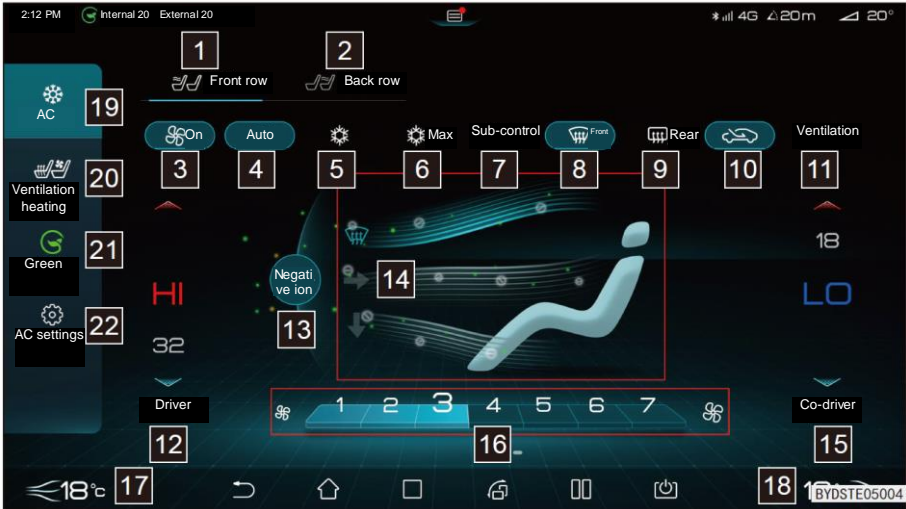 2:12 PM Internal 20 External 20 4G 20m 20°
1 2
Front row Back row
AC 19
On Auto Max Sub-control Front Rear Ventilation
3 4 5 6 7 8 9 10 11
20
Ventilation
heating
18
Green 21
Negati
ve ion
14
HI LO
AC settings 22 13
32
1 2 3 4 5 6 7
Driver Co-driver
12 16 15
18°c 17 18
BYDSTE05004